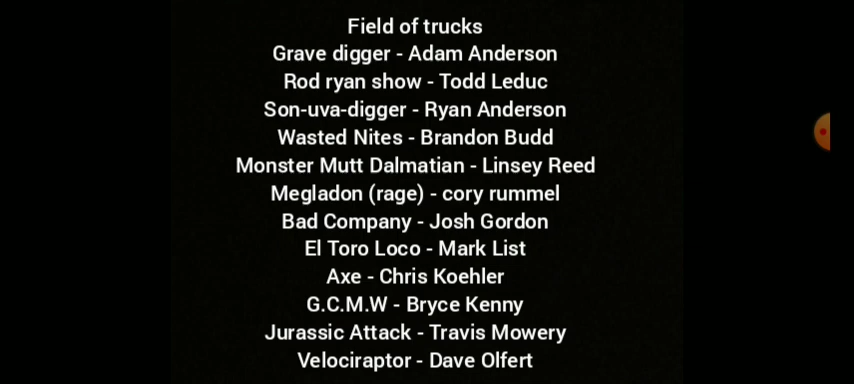 Field of trucks
Grave digger - Adam Anderson
Rod ryan show - Todd Leduc
Son-uva-digger - Ryan Anderson
Wasted Nites - Brandon Budd
Monster Mutt Dalmatian - Linsey Reed
Megladon (rage) - cory rummel
Bad Company - Josh Gordon
El Toro Loco - Mark List
Axe - Chris Koehler
G.C.M.W - Bryce Kenny
Jurassic Attack - Travis Mowery
Velociraptor - Dave Olfert